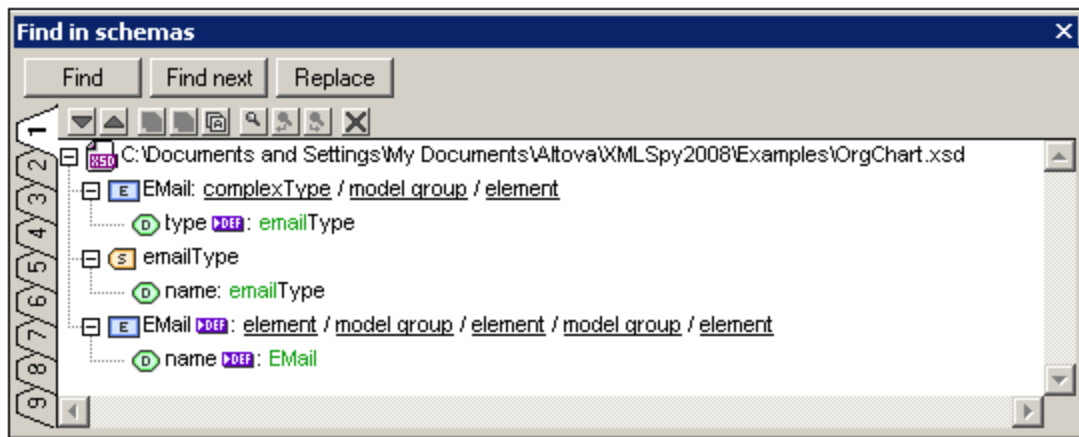 Find in schemas
Find Find next Replace
1
2
3
4
5
6
7
8
9
XSD C:\Documents and Settings\My Documents\Altova\XMLSpy2008\Examples\OrgChart.xsd
E EMail: complexType / model group / element
D type DEF: emailType
S emailType
D name: emailType
E EMail DEF: element / model group / element / model group / element
D name DEF: EMail